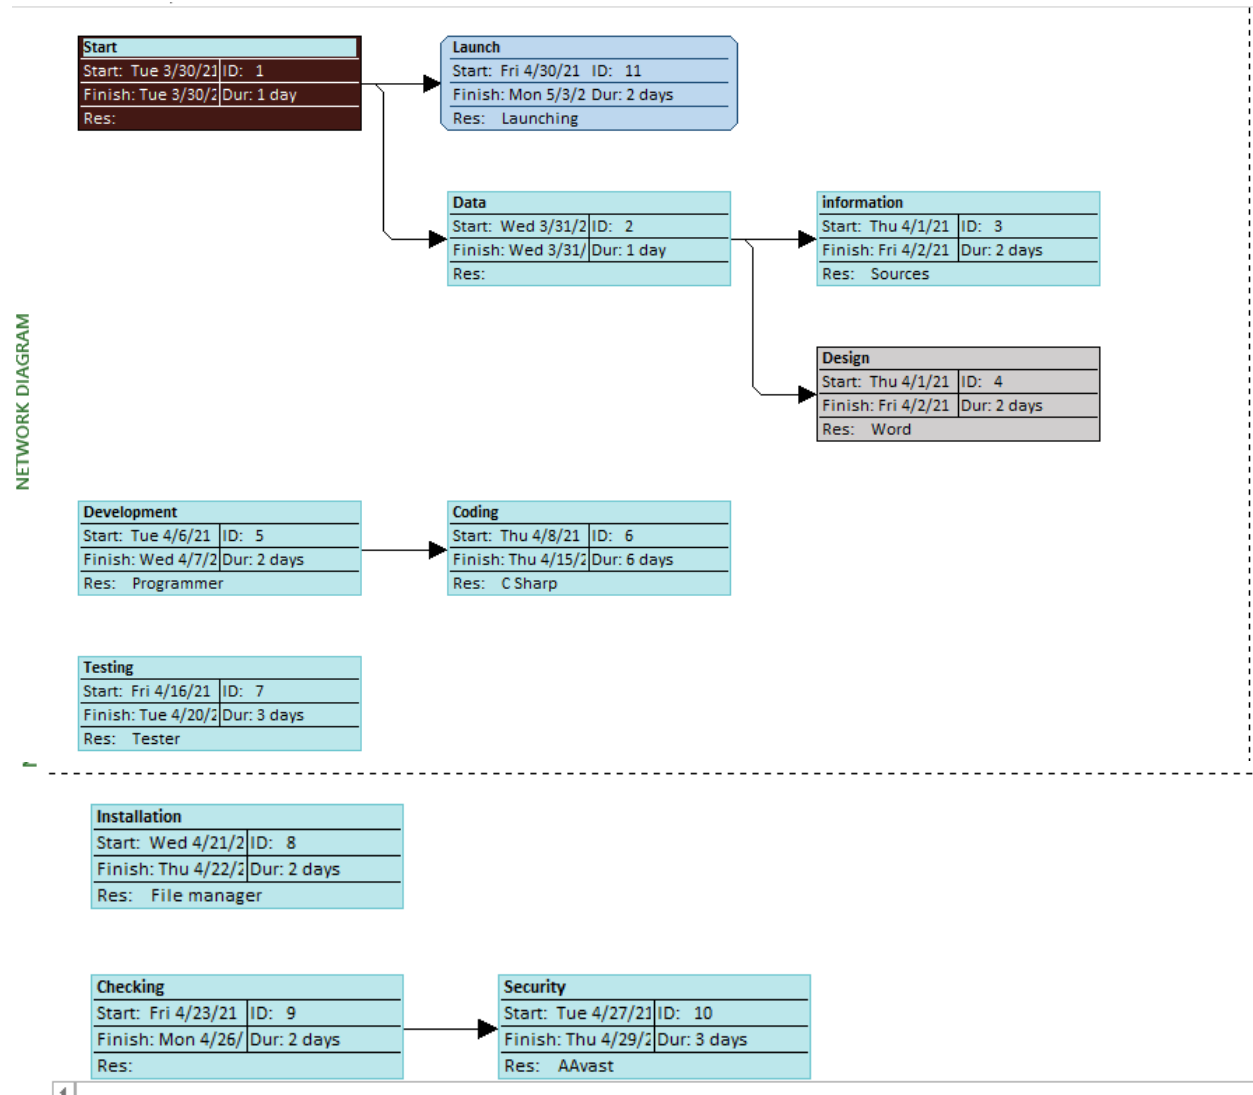 Start
Start: Tue 3/30/21 ID: 1
Finish: Tue 3/30/2 Dur: 1 day
Res:
Launch
Start: Fri 4/30/21 ID: 11
Finish: Mon 5/3/2 Dur: 2 days
Res: Launching
Data
Start: Wed 3/31/2 ID: 2
Finish: Wed 3/31/ Dur: 1 day
Res:
information
Start: Thu 4/1/21 ID: 3
Finish: Fri 4/2/21 Dur: 2 days
Res: Sources
NETWORK DIAGRAM
Design
Start: Thu 4/1/21 ID: 4
Finish: Fri 4/2/21 Dur: 2 days
Res: Word
Development
Start: Tue 4/6/21 ID: 5
Finish: Wed 4/7/2 Dur: 2 days
Res: Programmer
Coding
Start: Thu 4/8/21 ID: 6
Finish: Thu 4/15/2 Dur: 6 days
Res: C Sharp
Testing
Start: Fri 4/16/21 ID: 7
Finish: Tue 4/20/2 Dur: 3 days
Res: Tester
Installation
Start: Wed 4/21/2 ID: 8
Finish: Thu 4/22/2 Dur: 2 days
Res: File manager
Checking
Start: Fri 4/23/21 ID: 9
Finish: Mon 4/26/ Dur: 2 days
Res:
Security
Start: Tue 4/27/21 ID: 10
Finish: Thu 4/29/2 Dur: 3 days
Res: AAvast